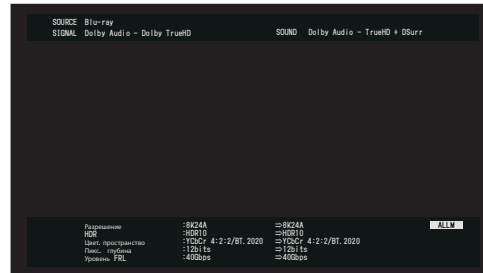 SOURCE Blu-ray
SIGNAL Dolby Audio - Dolby TrueHD SOUND Dolby Audio - TrueHD + DSurr
Разрешение :8K24A ⇒8K24A ALLM
HDR :HDR10 ⇒HDR10
Цвет. пространство :YCbCr 4:2:2/BT.2020 ⇒YCbCr 4:2:2/BT.2020
Пикс. глубина :12bits ⇒12bits
Уровень FRL :40Gbps ⇒40Gbps